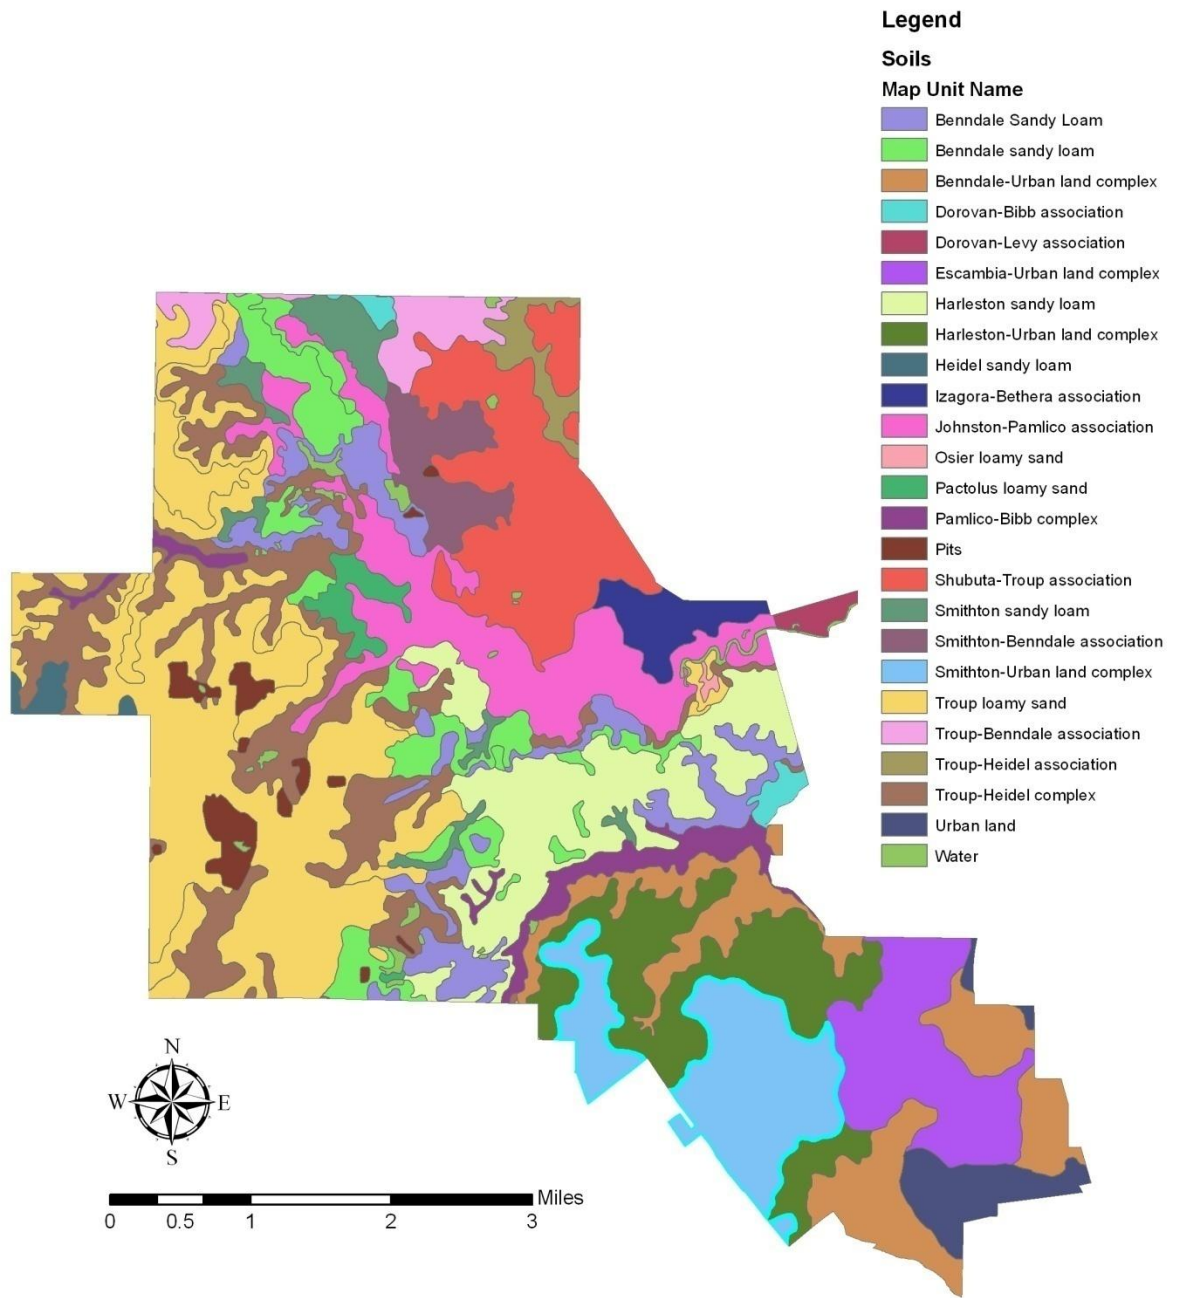 Legend
Soils
Map Unit Name
Benndale Sandy Loam
Benndale sandy loam
Benndale-Urban land complex
Dorovan-Bibb association
Dorovan-Levy association
Escambia-Urban land complex
Harleston sandy loam
Harleston-Urban land complex
Heidel sandy loam
Izagora-Bethera association
Johnston-Pamlico association
Osier loamy sand
Pactolus loamy sand
Pamlico-Bibb complex
Pits
Shubuta-Troup association
Smithton sandy loam
Smithton-Benndale association
Smithton-Urban land complex
Troup loamy sand
Troup-Benndale association
Troup-Heidel association
Troup-Heidel complex
Urban land
Water
N
W E
S
Miles
0 0.5 1 2 3